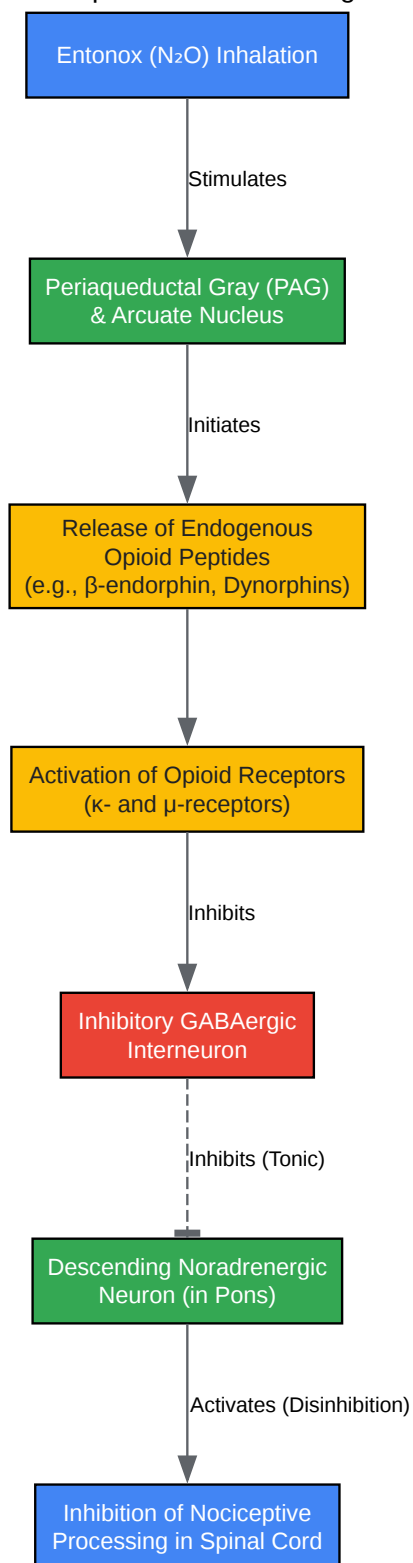 Entonox (N₂O) Inhalation
Stimulates
Periaqueductal Gray (PAG)
& Arcuate Nucleus
Initiates
Release of Endogenous
Opioid Peptides
(e.g., β-endorphin, Dynorphins)
Activation of Opioid Receptors
(κ- and μ-receptors)
Inhibits
Inhibitory GABAergic
Interneuron
Inhibits (Tonic)
Descending Noradrenergic
Neuron (in Pons)
Activates (Disinhibition)
Inhibition of Nociceptive
Processing in Spinal Cord